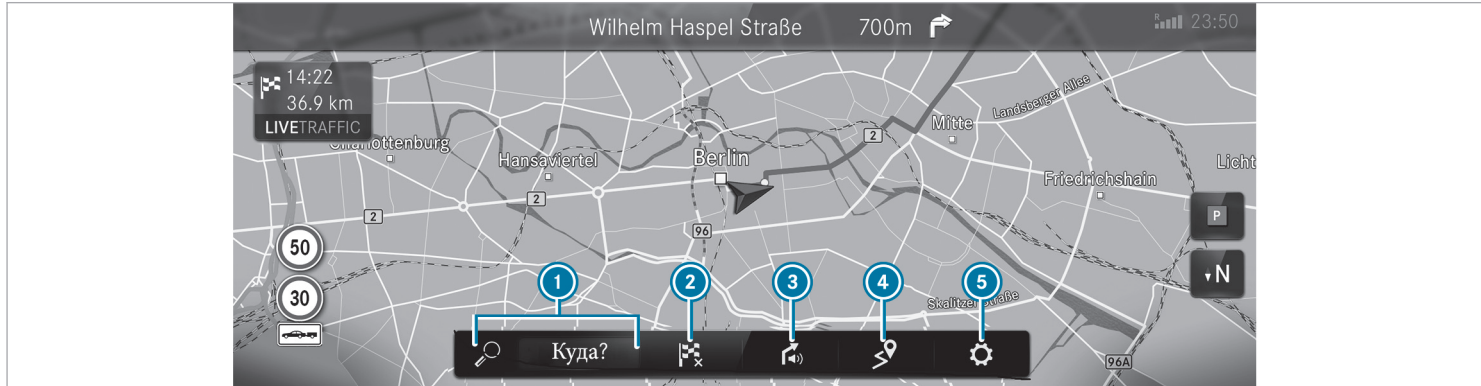 Wilhelm Haspel Straße 700m R 23:50
14:22
36.9 km
LIVETRAFFIC
Landsberger Allee
Mitte
2
Charlottenburg
Hansaviertel
Berlin
Licht
Friedrichshain
2
2
P
96
50
N
1 2 3 4 5
30
Skalitzer Straße
Куда?
96A